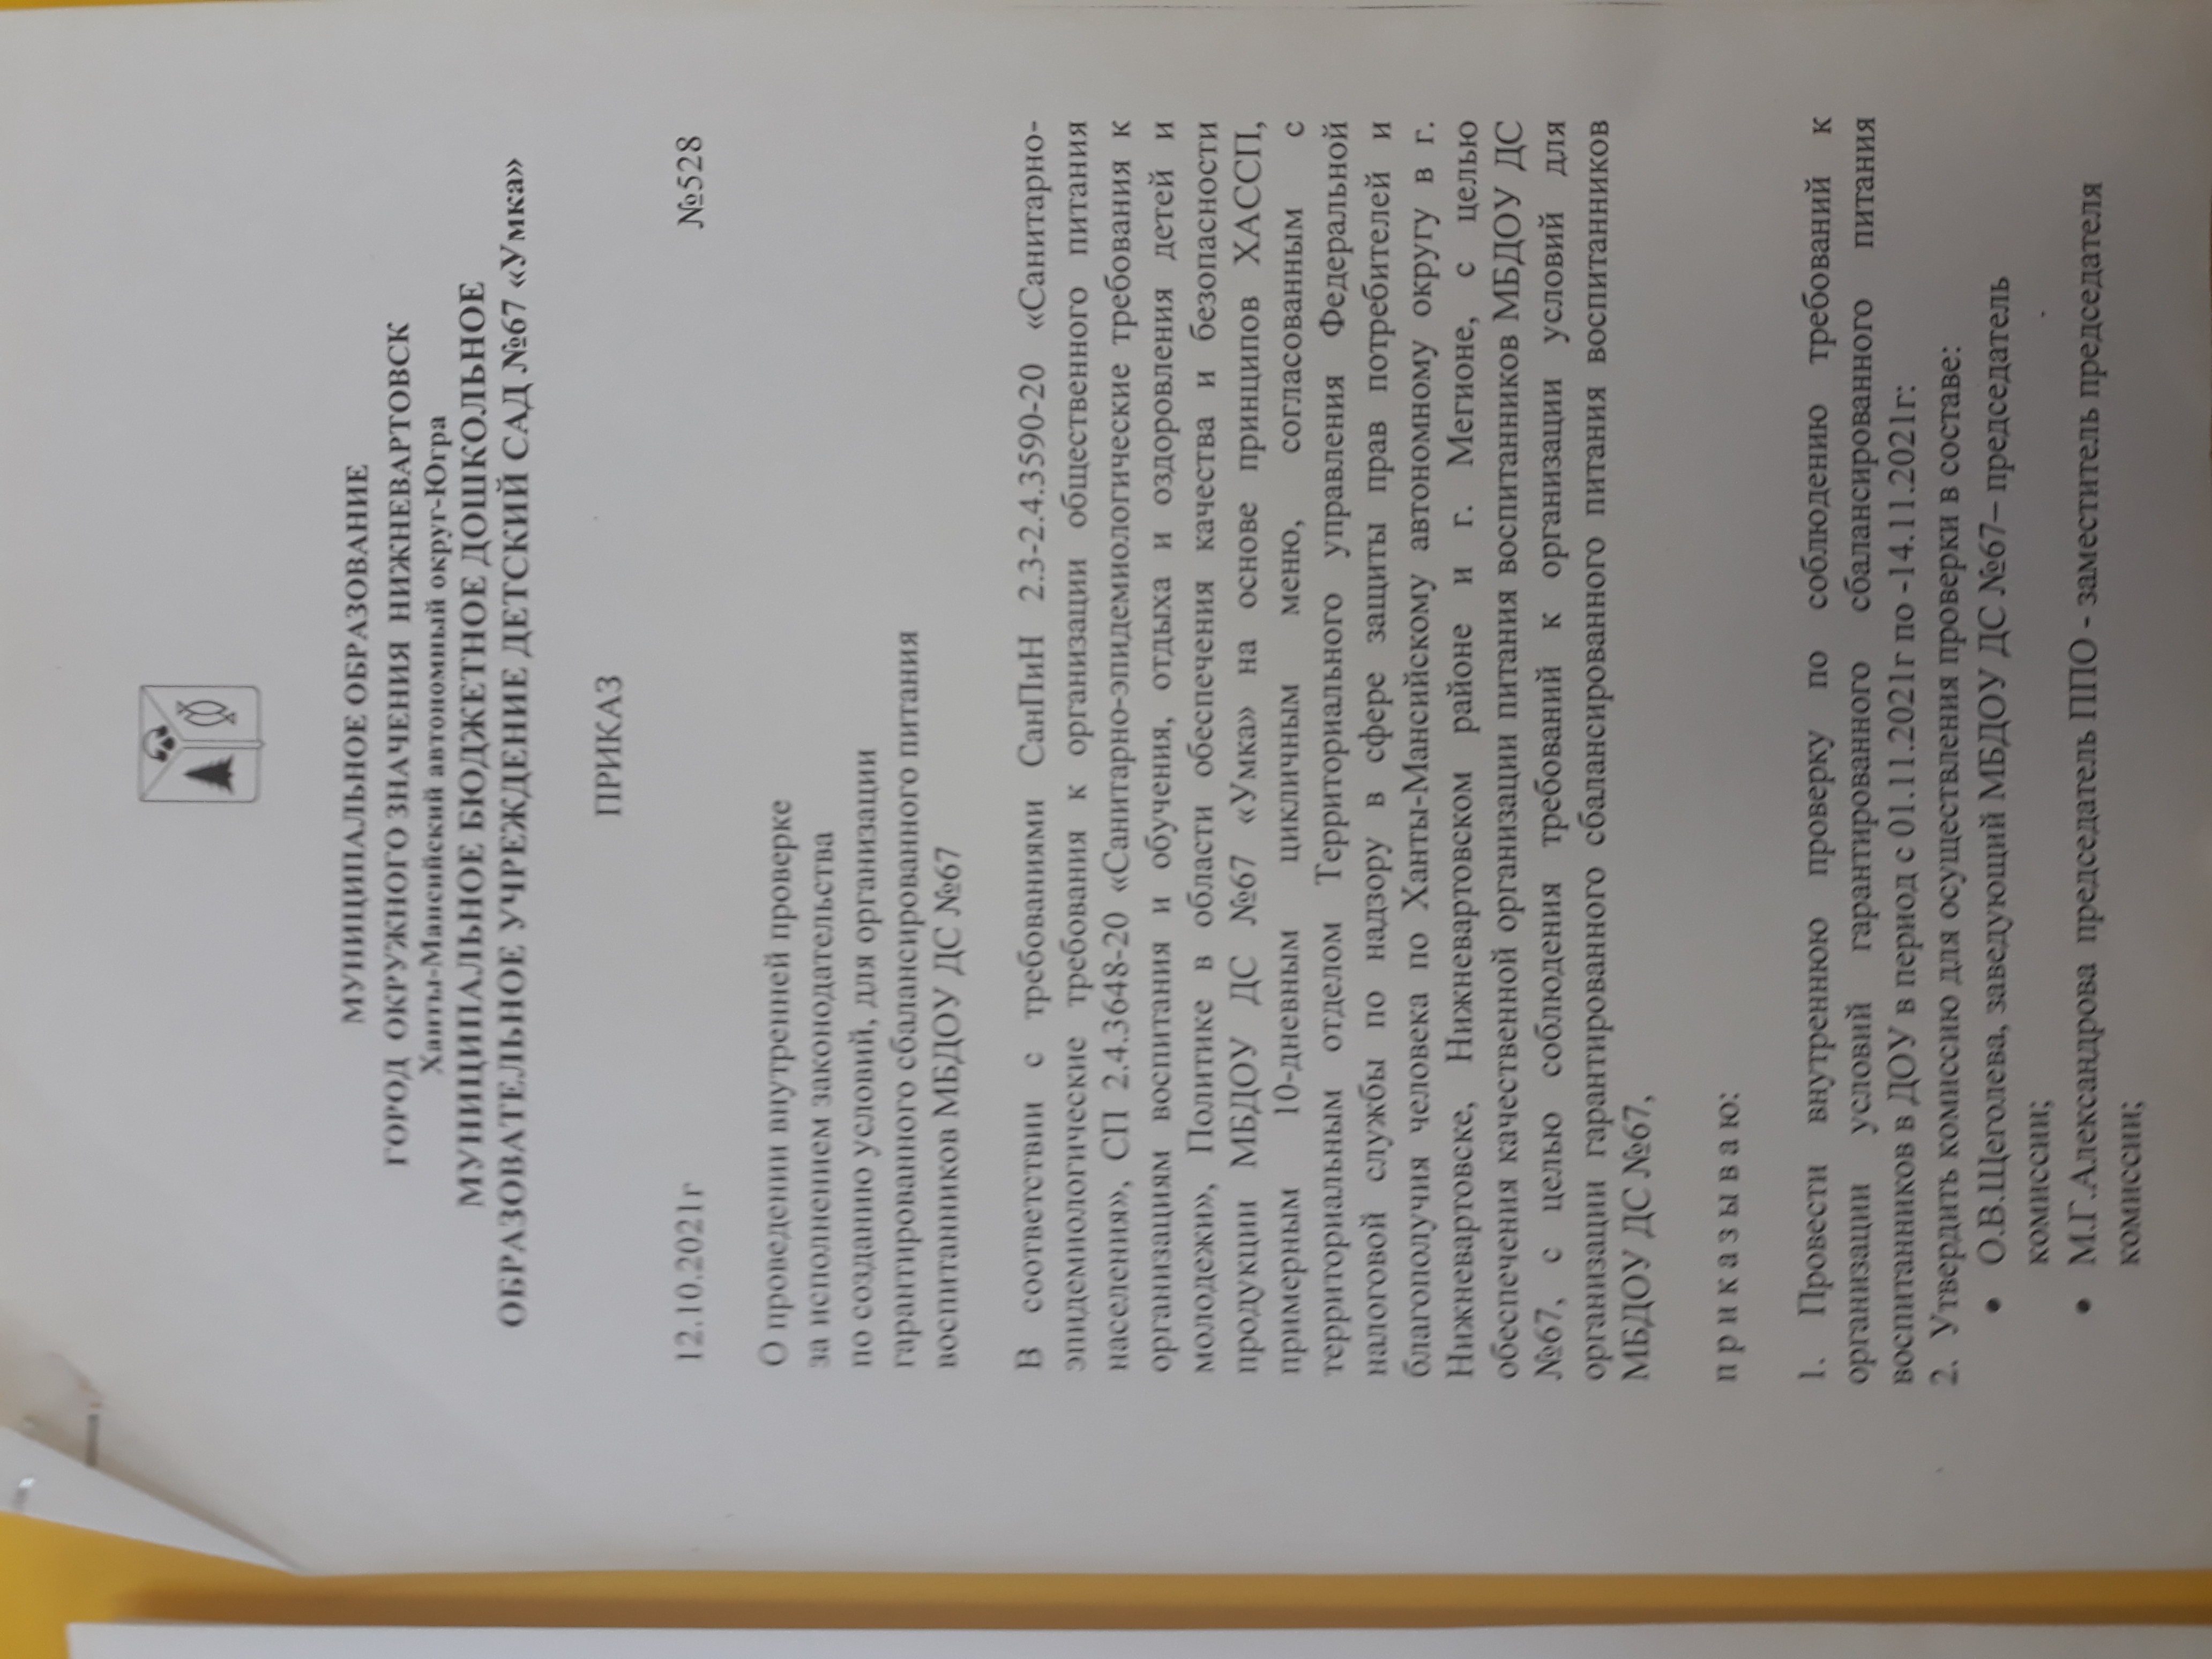 МУНИЦИПАЛЬНОЕ ОБРАЗОВАНИЕ
ГОРОД ОКРУЖНОГО ЗНАЧЕНИЯ НИЖНЕВАРТОВСК
Ханты-Мансийский автономный округ-Югра
МУНИЦИПАЛЬНОЕ БЮДЖЕТНОЕ ДОШКОЛЬНОЕ
ОБРАЗОВАТЕЛЬНОЕ УЧРЕЖДЕНИЕ ДЕТСКИЙ САД №67 «Умка»
ПРИКАЗ
12.10.2021г №528
О проведении внутренней проверке
за исполнением законодательства
по созданию условий, для организации
гарантированного сбалансированного питания
воспитанников МБДОУ ДС №67
В соответствии с требованиями СанПиН 2.3-2.4.3590-20 «Санитарно-
эпидемиологические требования к организации общественного питания
населения», СП 2.4.3648-20 «Санитарно-эпидемиологические требования к
организациям воспитания и обучения, отдыха и оздоровления детей и
молодежи», Политике в области обеспечения качества и безопасности
продукции МБДОУ ДС №67 «Умка» на основе принципов ХАССП,
примерным 10-дневным цикличным меню, согласованным с
территориальным отделом Территориального управления Федеральной
налоговой службы по надзору в сфере защиты прав потребителей и
благополучия человека по Ханты-Мансийскому автономному округу в г.
Нижневартовске, Нижневартовском районе и г. Мегионе, с целью
обеспечения качественной организации питания воспитанников МБДОУ ДС
№67, с целью соблюдения требований к организации условий для
организации гарантированного сбалансированного питания воспитанников
МБДОУ ДС №67,
п р и к а з ы в а ю:
1. Провести внутреннюю проверку по соблюдению требований к
организации условий гарантированного сбалансированного питания
воспитанников в ДОУ в период с 01.11.2021г по -14.11.2021г:
2. Утвердить комиссию для осуществления проверки в составе:
• О.В.Щеголева, заведующий МБДОУ ДС №67– председатель
комиссии;
• М.Г.Александрова председатель ППО - заместитель председателя
комиссии;